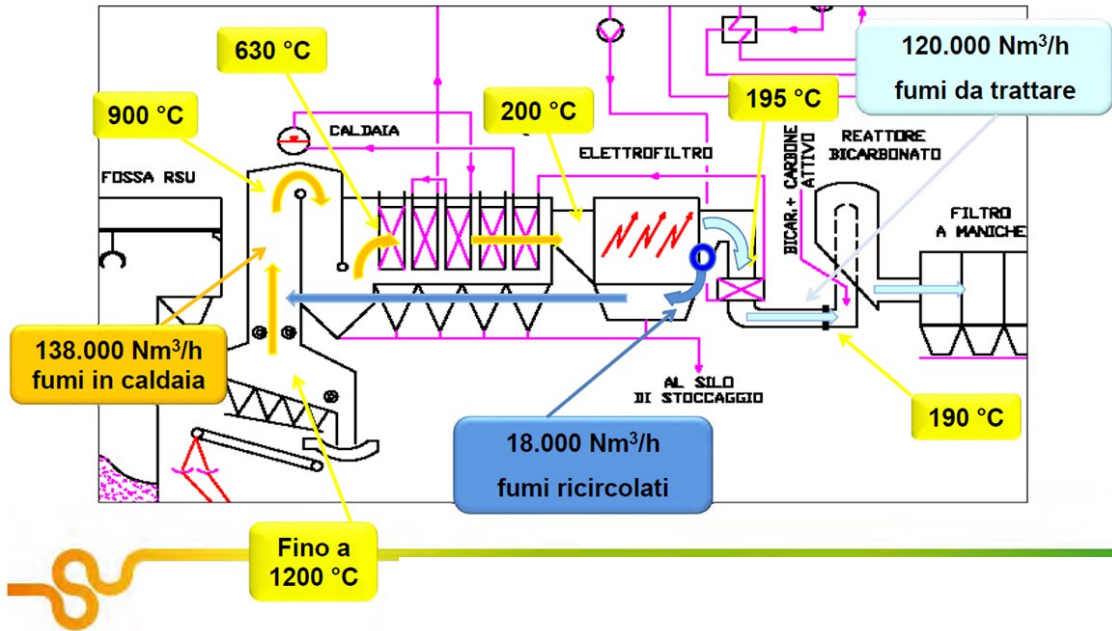 630 °C
120.000 Nm³/h
fumi da trattare
900 °C
CALDAIA
200 °C
195 °C
ELETTROFILTRO
REATTORE
BICARBONATO
BICAR.+ CARBONE
ATTIVO
FOSSA RSU
FILTRO
A MANICHE
138.000 Nm³/h
fumi in caldaia
AL SILO
DI STOCCAGGIO
18.000 Nm³/h
fumi ricircolati
190 °C
Fino a
1200 °C